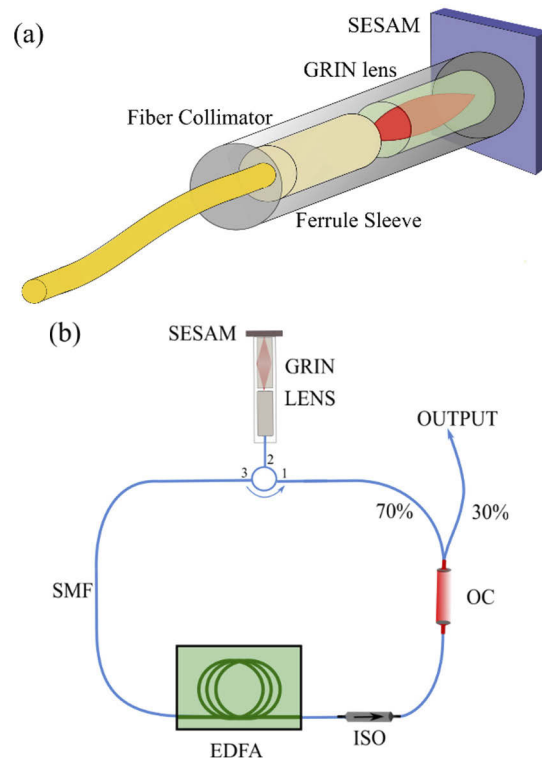 (a)
SESAM
GRIN lens
Fiber Collimator
Ferrule Sleeve
(b)
SESAM
GRIN
LENS
OUTPUT
2
3
1
70%
30%
SMF
OC
EDFA
ISO